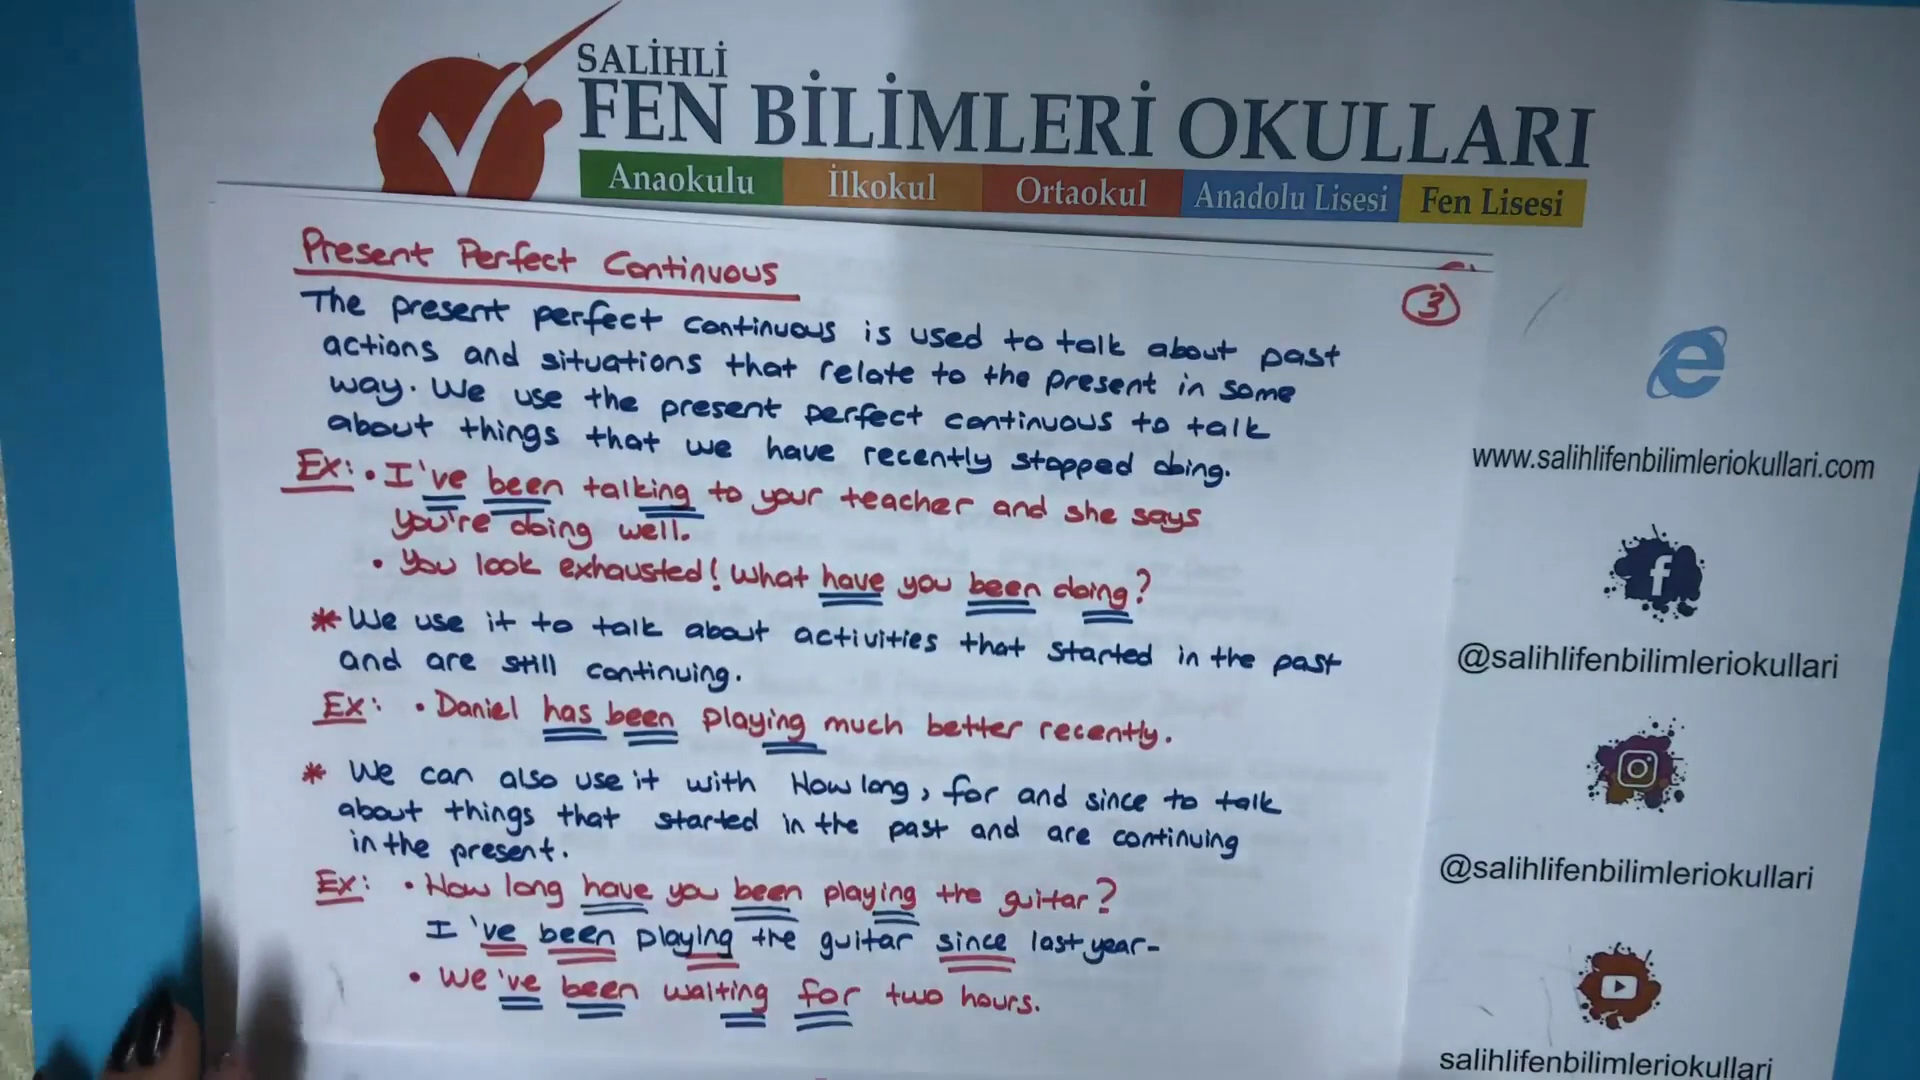 SALİHLİ
FEN BİLİMLERİ OKULLARI
Anaokulu İlkokul Ortaokul Anadolu Lisesi Fen Lisesi
Present Perfect Continuous
3
The present perfect continuous is used to talk about past
actions and situations that relate to the present in some
way. We use the present perfect continuous to talk
about things that we have recently stopped doing.
Ex: • I've been talking to your teacher and she says
you're doing well.
• You look exhausted! What have you been doing?
* We use it to talk about activities that started in the past
and are still continuing.
Ex: • Daniel has been playing much better recently.
* We can also use it with How long, for and since to talk
about things that started in the past and are continuing
in the present.
Ex: • How long have you been playing the guitar?
I 've been playing the guitar since last year-
• We 've been waiting for two hours.
www.salihlifenbilimleriokullari.com
@salihlifenbilimleriokullari
@salihlifenbilimleriokullari
salihlifenbilimleriokullari